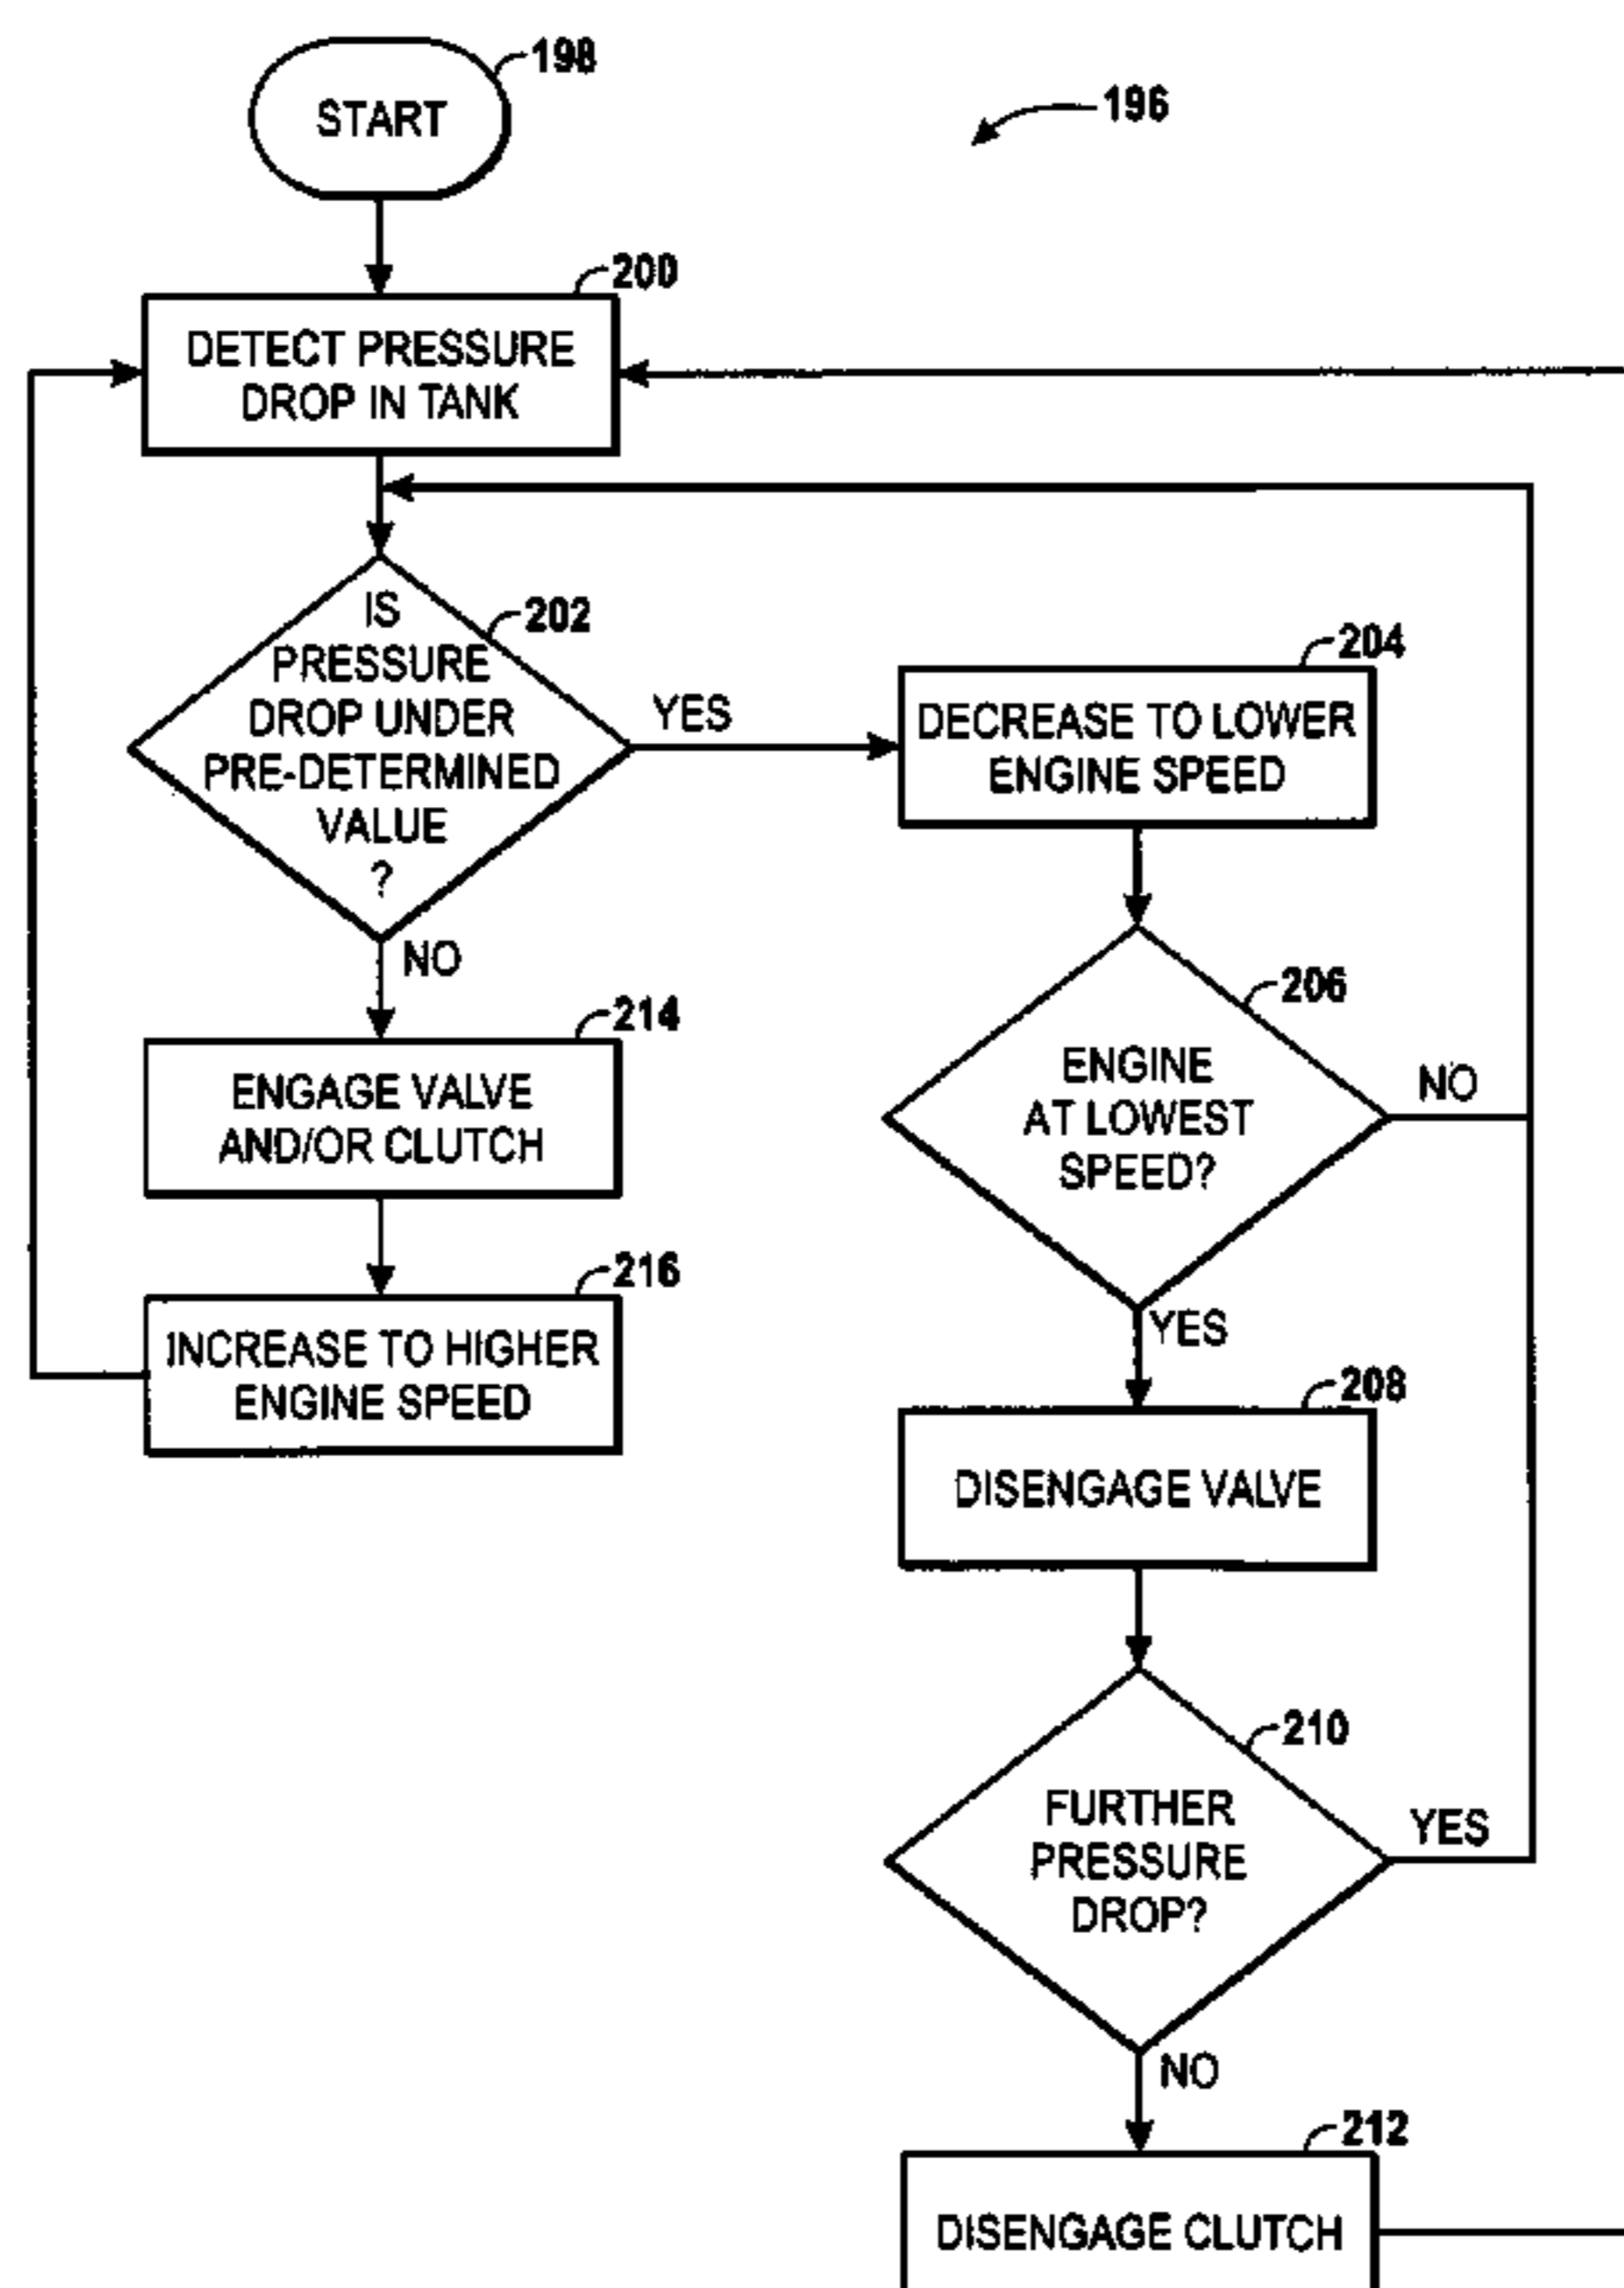 198
START
196
200
DETECT PRESSURE
DROP IN TANK
202
IS
PRESSURE
DROP UNDER
PRE-DETERMINED
VALUE
?
YES
NO
204
DECREASE TO LOWER
ENGINE SPEED
206
ENGINE
AT LOWEST
SPEED?
NO
YES
214
ENGAGE VALVE
AND/OR CLUTCH
216
INCREASE TO HIGHER
ENGINE SPEED
208
DISENGAGE VALVE
210
FURTHER
PRESSURE
DROP?
YES
NO
212
DISENGAGE CLUTCH